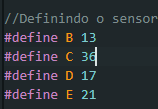 //Definindo o sensor
#define B 13
#define C 36
#define D 17
#define E 21